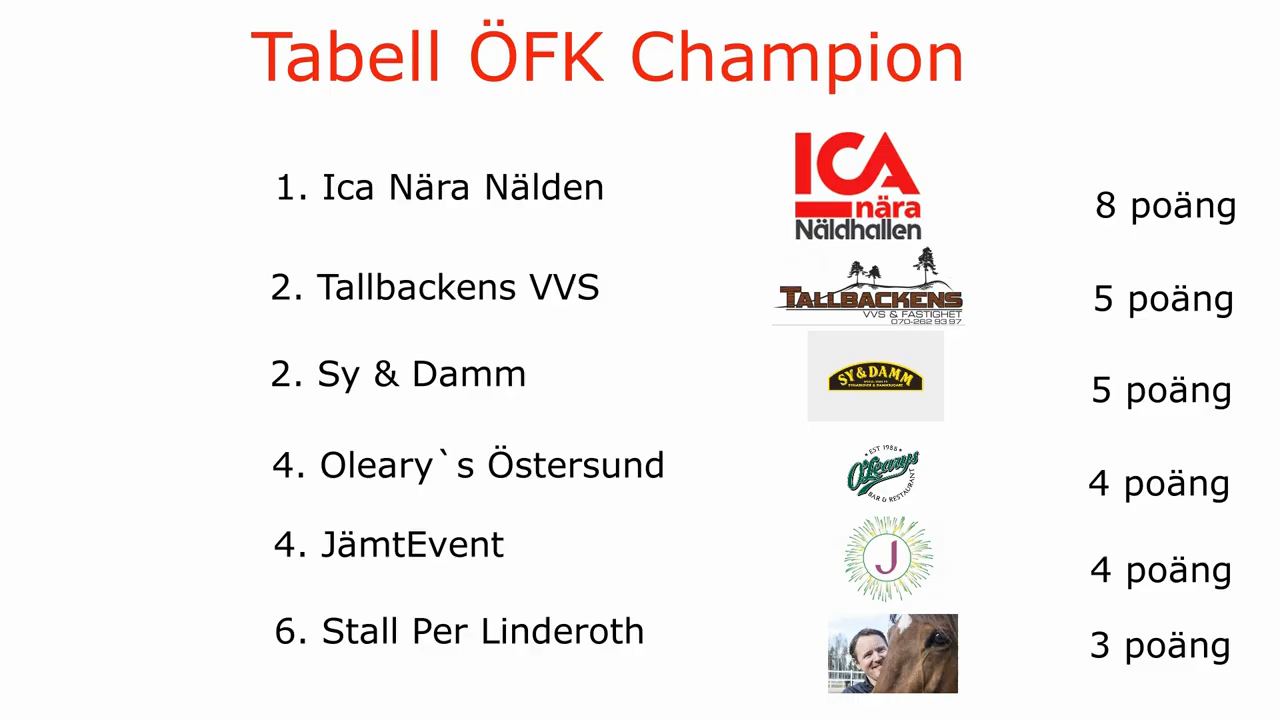 Tabell ÖFK Champion
1. Ica Nära Nälden
ICA
nära
Näldhallen
8 poäng
2. Tallbackens VVS
TALLBACKENS
VVS & FASTIGHET
070-262 93 97
5 poäng
2. Sy & Damm
SY & DAMM
5 poäng
4. Oleary`s Östersund
EST 1988
O'Learys
BAR & RESTAURANT
4 poäng
4. JämtEvent
J
4 poäng
6. Stall Per Linderoth
3 poäng